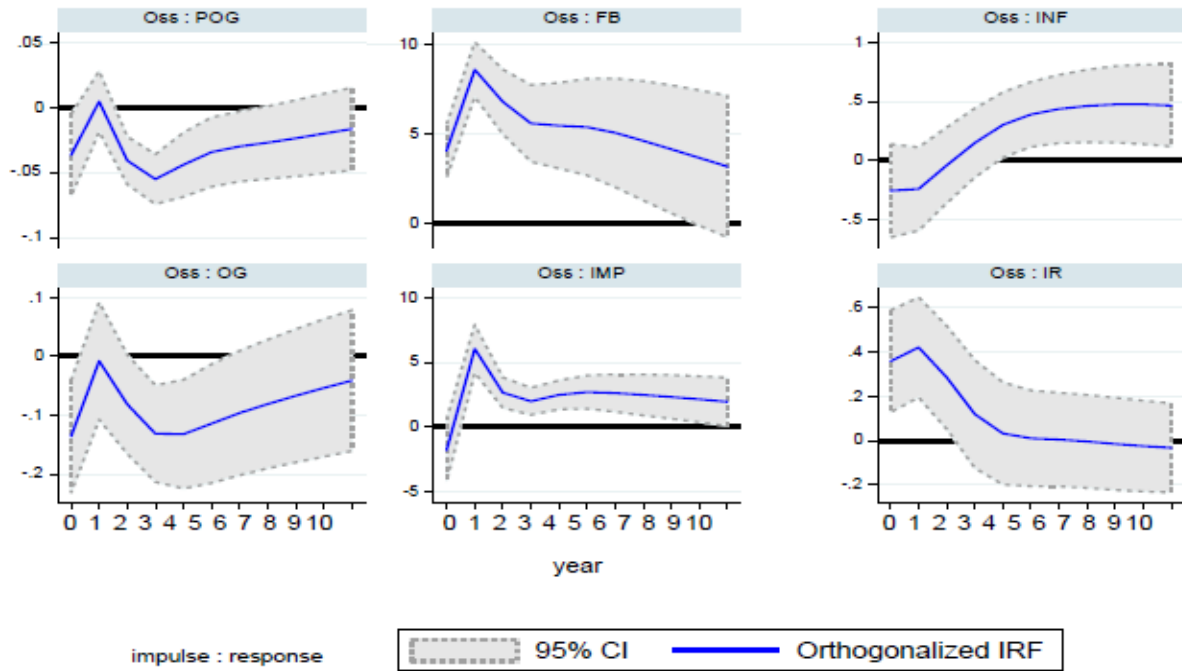 Oss : POG
.05
0
-.05
-.1
Oss : FB
10
5
0
Oss : INF
1
.5
0
-.5
Oss : OG
.1
0
-.1
-.2
0 1 2 3 4 5 6 7 8 9 10
Oss : IMP
10
5
0
-5
0 1 2 3 4 5 6 7 8 9 10
Oss : IR
.6
.4
.2
0
-.2
0 1 2 3 4 5 6 7 8 9 10
year
impulse : response
95% CI
Orthogonalized IRF